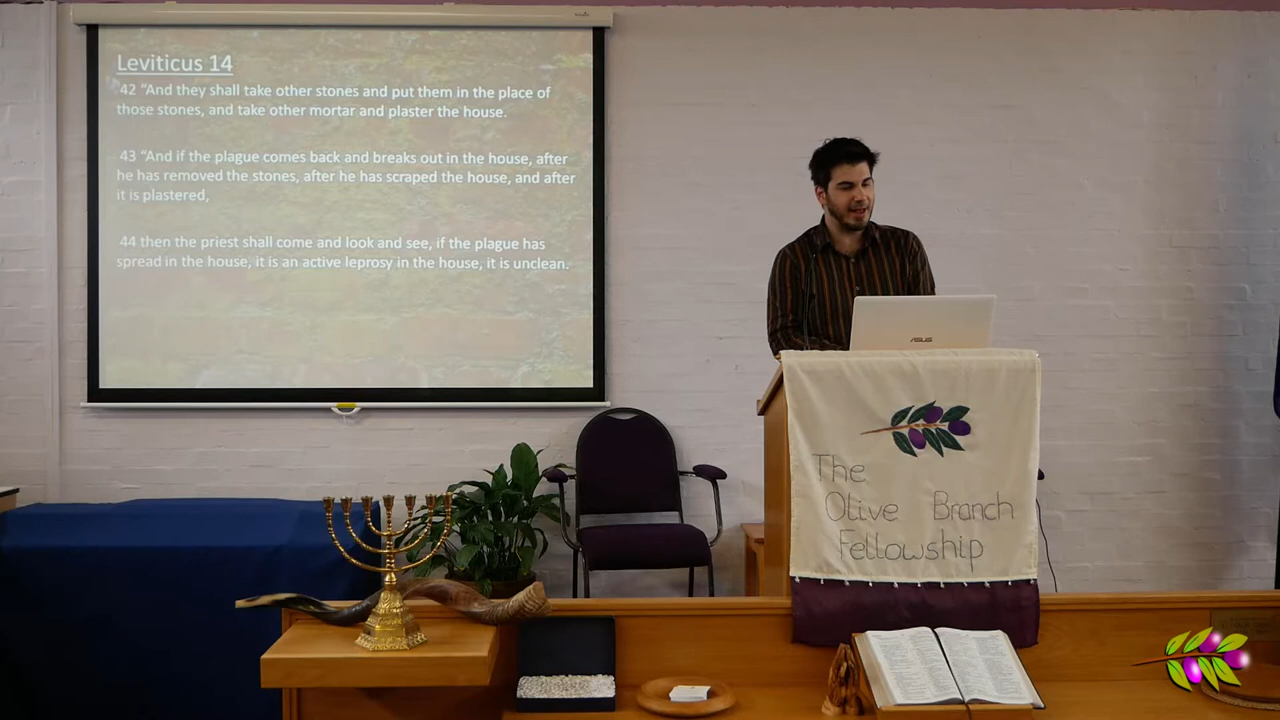 Leviticus 14
42 “And they shall take other stones and put them in the place of
those stones, and take other mortar and plaster the house.
43 “And if the plague comes back and breaks out in the house, after
he has removed the stones, after he has scraped the house, and after
it is plastered,
44 then the priest shall come and look and see, if the plague has
spread in the house, it is an active leprosy in the house, it is unclean.
ASUS
The
Olive Branch
Fellowship